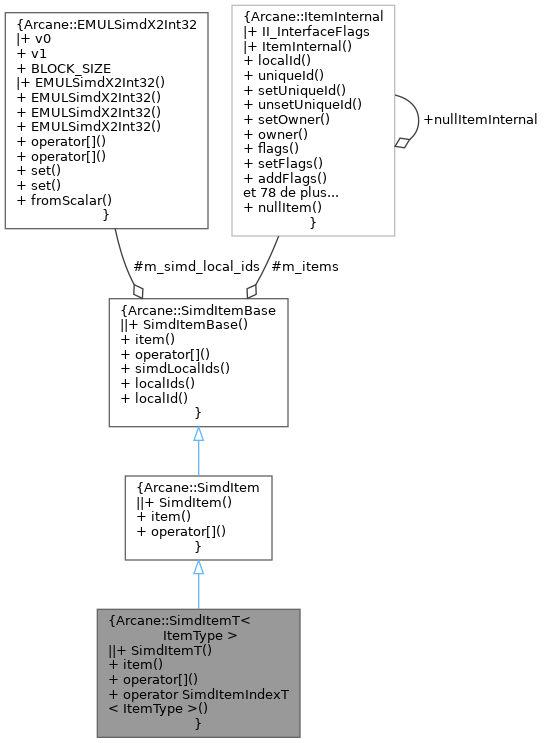 {Arcane::EMULSimdX2Int32
|+ v0
+ v1
+ BLOCK_SIZE
|+ EMULSimdX2Int32()
+ EMULSimdX2Int32()
+ EMULSimdX2Int32()
+ EMULSimdX2Int32()
+ operator[]()
+ operator[]()
+ set()
+ set()
+ fromScalar()
}
{Arcane::ItemInternal
|+ II_InterfaceFlags
|+ ItemInternal()
+ localId()
+ uniqueId()
+ setUniqueId()
+ unsetUniqueId()
+ setOwner()
+ owner()
+ flags()
+ setFlags()
+ addFlags()
et 78 de plus...
+ nullItem()
}
+nullItemInternal
#m_simd_local_ids
#m_items
{Arcane::SimdItemBase
||+ SimdItemBase()
+ item()
+ operator[]()
+ simdLocalIds()
+ localIds()
+ localId()
}
{Arcane::SimdItem
||+ SimdItem()
+ item()
+ operator[]()
}
{Arcane::SimdItemT<
ItemType >
||+ SimdItemT()
+ item()
+ operator[]()
+ operator SimdItemIndexT
< ItemType >()
}